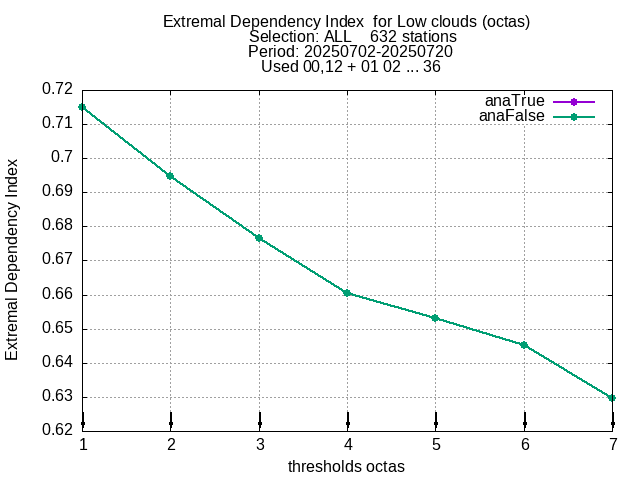 Extremal Dependency Index  for Low clouds (octas)
Selection: ALL    632 stations
Period: 20250702-20250720
Used 00,12 + 01 02 ... 36
anaTrue
anaFalse
Extremal Dependency Index
0.72
0.71
0.7
0.69
0.68
0.67
0.66
0.65
0.64
0.63
0.62
1 2 3 4 5 6 7
thresholds octas